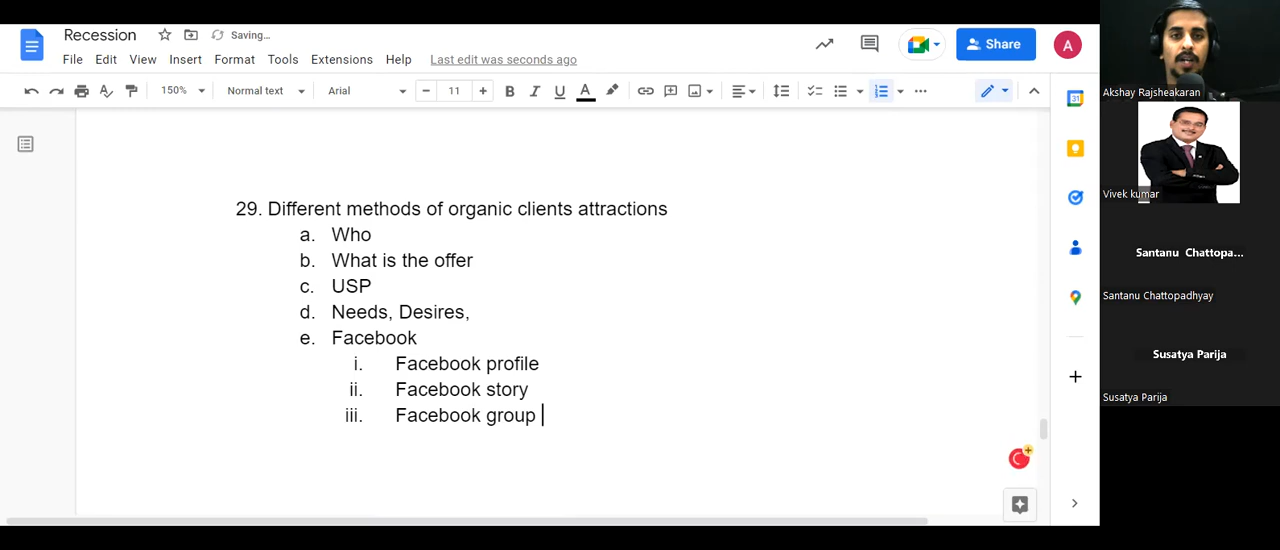 Recession
Saving...
File Edit View Insert Format Tools Extensions Help Last edit was seconds ago
Share
A
150% Normal text Arial − 11 + B I U A
31
29. Different methods of organic clients attractions
a. Who
b. What is the offer
c. USP
d. Needs, Desires,
e. Facebook
i. Facebook profile
ii. Facebook story
iii. Facebook group
Akshay Rajsheakaran
Vivek kumar
Santanu Chattopa...
Santanu Chattopadhyay
Susatya Parija
Susatya Parija